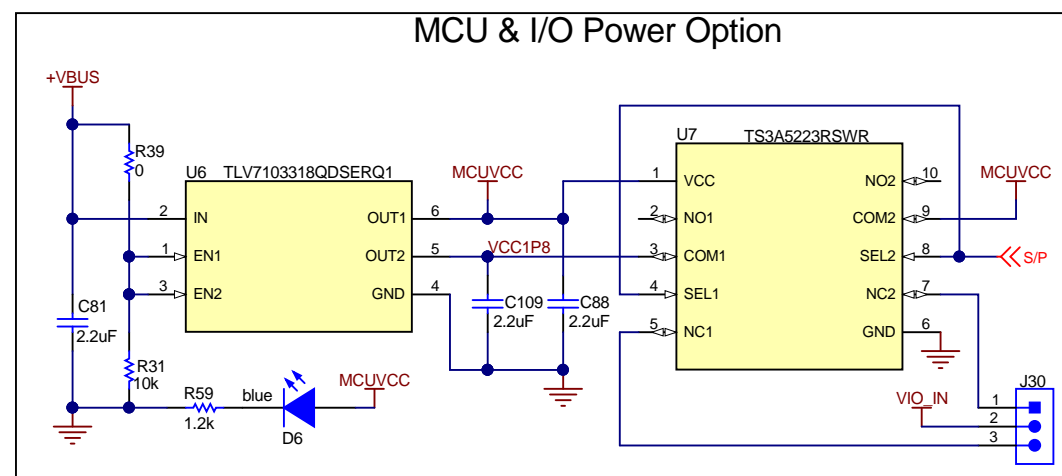 MCU & I/O Power Option
+VBUS
R39
0
U6 TLV7103318QDSERQ1
MCUVCC
U7 TS3A5223RSWR
2 IN OUT1 6
1 EN1 OUT2 5
3 EN2 GND 4
VCC1P8
1 VCC NO2 10
2 NO1 COM2 9
3 COM1 SEL2 8
4 SEL1 NC2 7
5 NC1 GND 6
MCUVCC
S/P
C81
2.2uF
C109
2.2uF
C88
2.2uF
R31
10k
R59
1.2k
blue
D6
MCUVCC
VIO_IN
J30
1
2
3